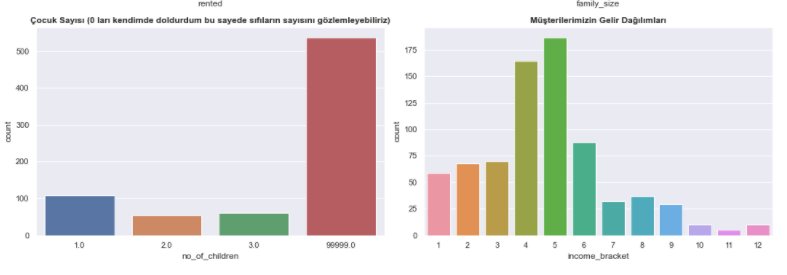 rented
family_size
Çocuk Sayısı (0 ları kendimde doldurdum bu sayede sıfıların sayısını gözlemleyebiliriz)
Müşterilerimizin Gelir Dağılımları
500
400
300
200
100
0
count
1.0 2.0 3.0 99999.0
no_of_children
175
150
125
100
75
50
25
0
count
1 2 3 4 5 6 7 8 9 10 11 12
income_bracket